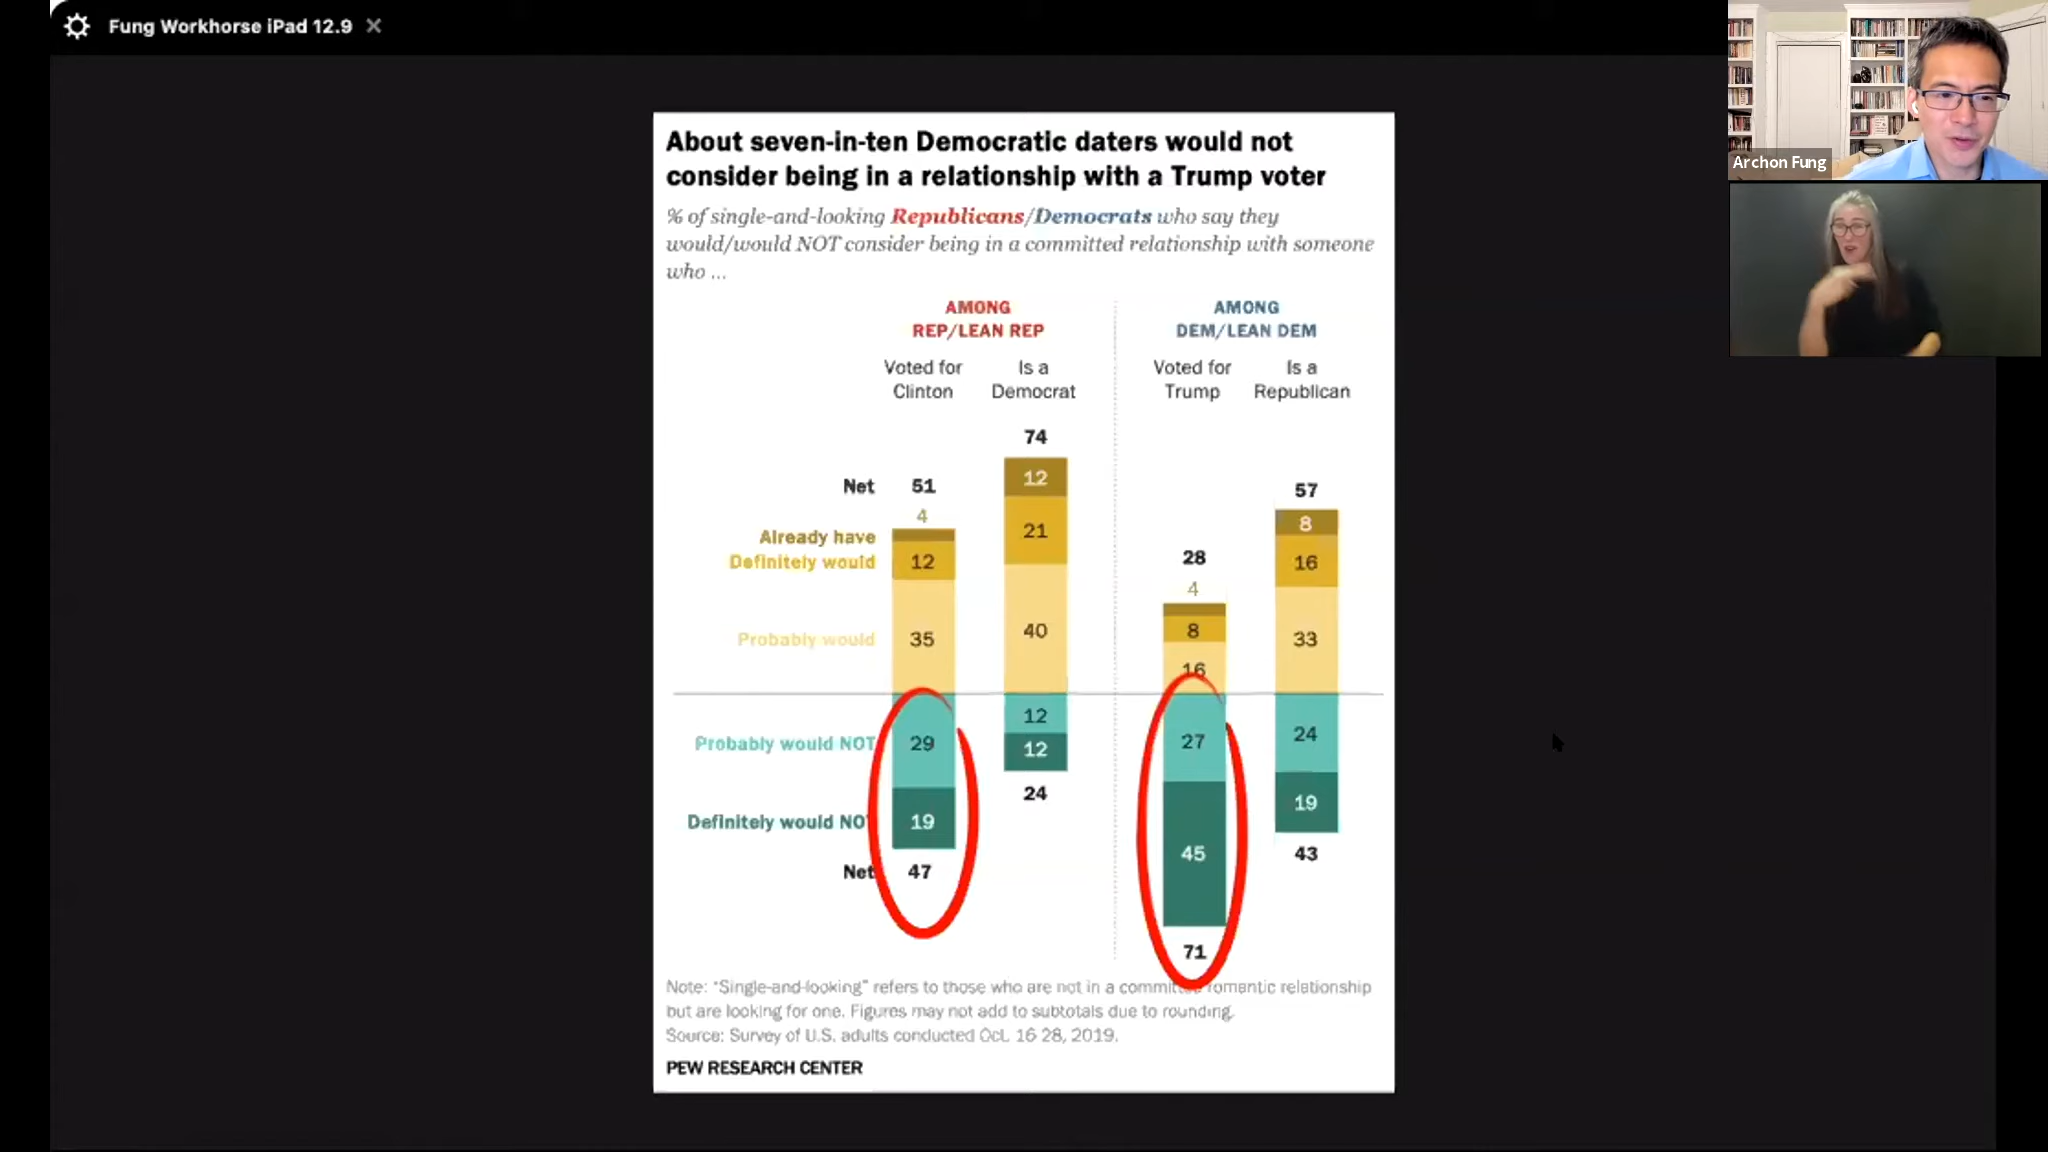 Fung Workhorse iPad 12.9
Archon Fung
About seven-in-ten Democratic daters would not
consider being in a relationship with a Trump voter
% of single-and-looking Republicans/Democrats who say they
would/would NOT consider being in a committed relationship with someone
who ...
AMONG
REP/LEAN REP
AMONG
DEM/LEAN DEM
Voted for
Clinton
Is a
Democrat
Voted for
Trump
Is a
Republican
Net
Already have
Definitely would
Probably would
Probably would NOT
Definitely would NO
Net
51
4
12
35
29
19
47
74
12
21
40
12
12
24
28
4
8
16
27
45
71
57
8
16
33
24
19
43
Note: "Single-and-looking" refers to those who are not in a committ romantic relationship
but are looking for one. Figures may not add to subtotals due to rounding.
Source: Survey of U.S. adults conducted Oct. 16 28, 2019.
PEW RESEARCH CENTER